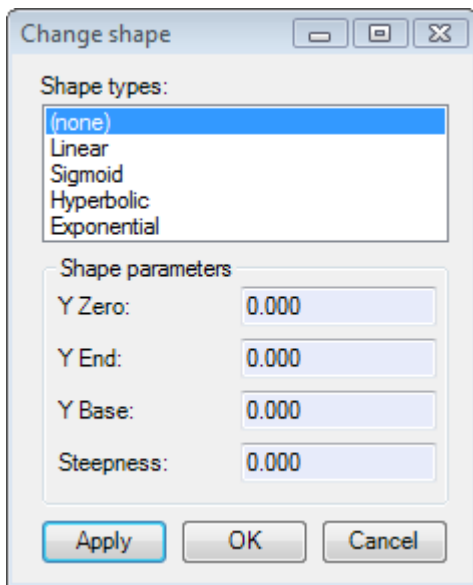 Change shape
Shape types:
(none)
Linear
Sigmoid
Hyperbolic
Exponential
Shape parameters
Y Zero: 0.000
Y End: 0.000
Y Base: 0.000
Steepness: 0.000
Apply OK Cancel